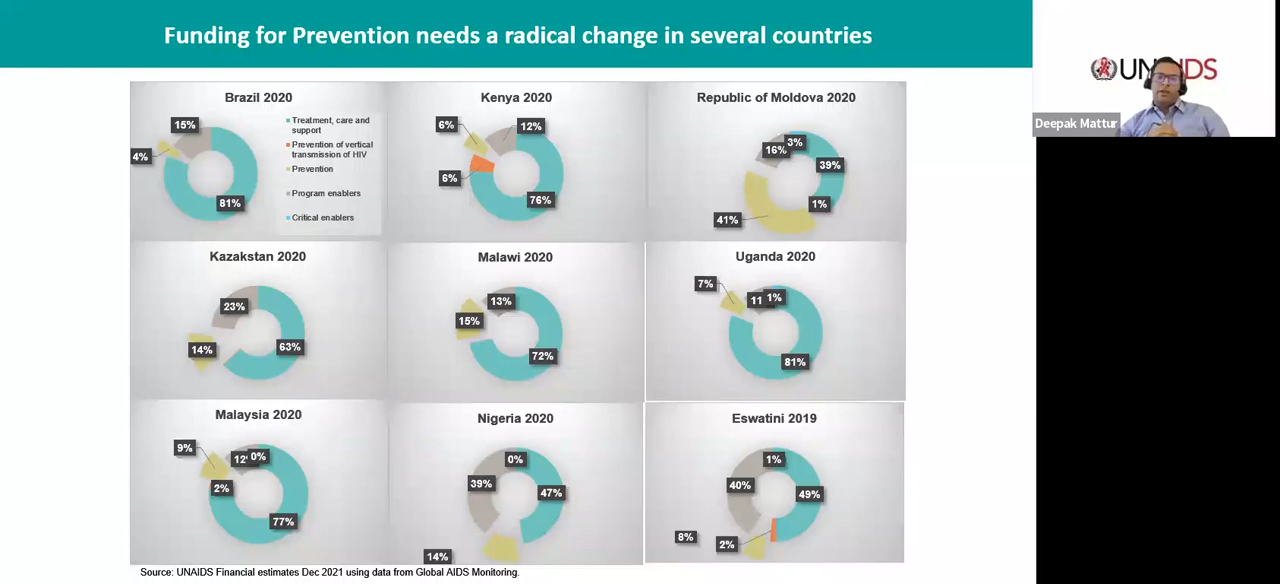 Funding for Prevention needs a radical change in several countries
UNAIDS
Deepak Mattur
Brazil 2020
15%
4%
81%
Treatment, care and
support
Prevention of vertical
transmission of HIV
Prevention
Program enablers
Critical enablers
Kenya 2020
6%
12%
6%
76%
Republic of Moldova 2020
16%
3%
39%
1%
41%
Kazakstan 2020
23%
14%
63%
Malawi 2020
13%
15%
72%
Uganda 2020
7%
11
1%
81%
Malaysia 2020
9%
12
0%
2%
77%
Nigeria 2020
0%
39%
47%
14%
Eswatini 2019
1%
40%
49%
8%
2%
Source: UNAIDS Financial estimates Dec 2021 using data from Global AIDS Monitoring.